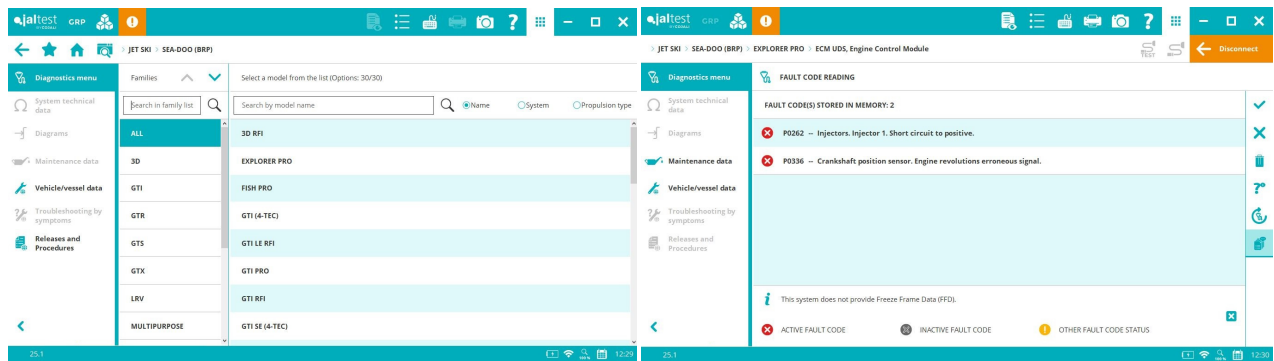 jaltest GRP
BY COJALI
JET SKI > SEA-DOO (BRP)
Diagnostics menu
System technical data
Diagrams
Maintenance data
Vehicle/vessel data
Troubleshooting by symptoms
Releases and Procedures
Families
Search in family list
ALL
3D
GTI
GTR
GTS
GTX
LRV
MULTIPURPOSE
Select a model from the list (Options: 30/30)
Search by model name
Name System Propulsion type
3D RFI
EXPLORER PRO
FISH PRO
GTI (4-TEC)
GTI LE RFI
GTI PRO
GTI RFI
GTI SE (4-TEC)
25.1
100 %
12:29
jaltest GRP
BY COJALI
JET SKI > SEA-DOO (BRP) > EXPLORER PRO > ECM UDS, Engine Control Module
TEST
Disconnect
Diagnostics menu
System technical data
Diagrams
Maintenance data
Vehicle/vessel data
Troubleshooting by symptoms
Releases and Procedures
FAULT CODE READING
FAULT CODE(S) STORED IN MEMORY: 2
P0262 -- Injectors. Injector 1. Short circuit to positive.
P0336 -- Crankshaft position sensor. Engine revolutions erroneous signal.
This system does not provide Freeze Frame Data (FFD).
ACTIVE FAULT CODE
INACTIVE FAULT CODE
OTHER FAULT CODE STATUS
25.1
100 %
12:30